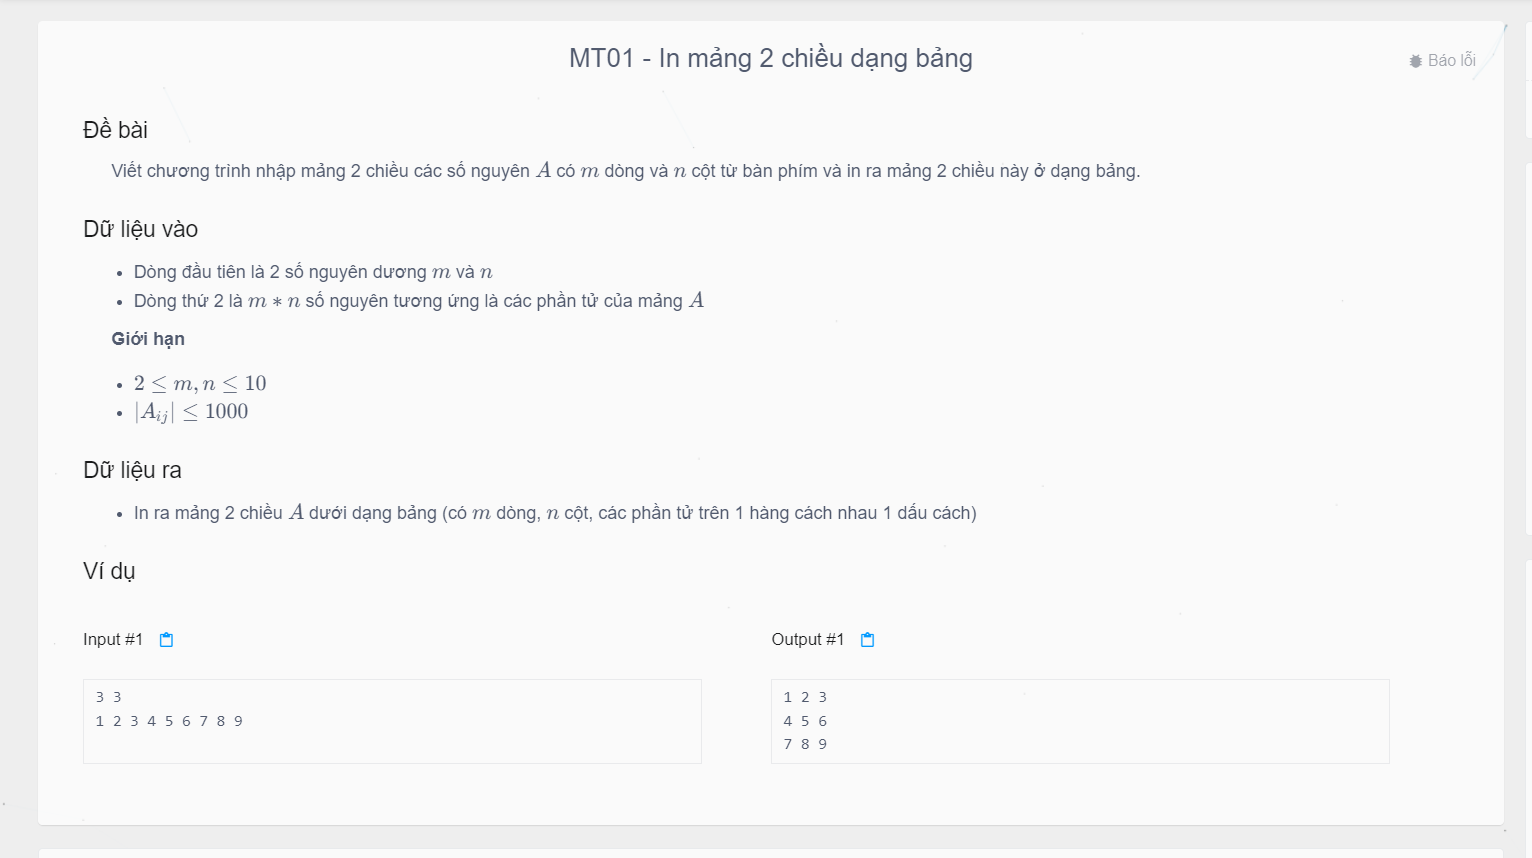 MT01 - In mảng 2 chiều dạng bảng
Báo lỗi
Đề bài
Viết chương trình nhập mảng 2 chiều các số nguyên A có m dòng và n cột từ bàn phím và in ra mảng 2 chiều này ở dạng bảng.
Dữ liệu vào
• Dòng đầu tiên là 2 số nguyên dương m và n
• Dòng thứ 2 là m ∗ n số nguyên tương ứng là các phần tử của mảng A
Giới hạn
• 2 ≤ m, n ≤ 10
• |A_{ij}| ≤ 1000
Dữ liệu ra
• In ra mảng 2 chiều A dưới dạng bảng (có m dòng, n cột, các phần tử trên 1 hàng cách nhau 1 dấu cách)
Ví dụ
Input #1
3 3
1 2 3 4 5 6 7 8 9
Output #1
1 2 3
4 5 6
7 8 9